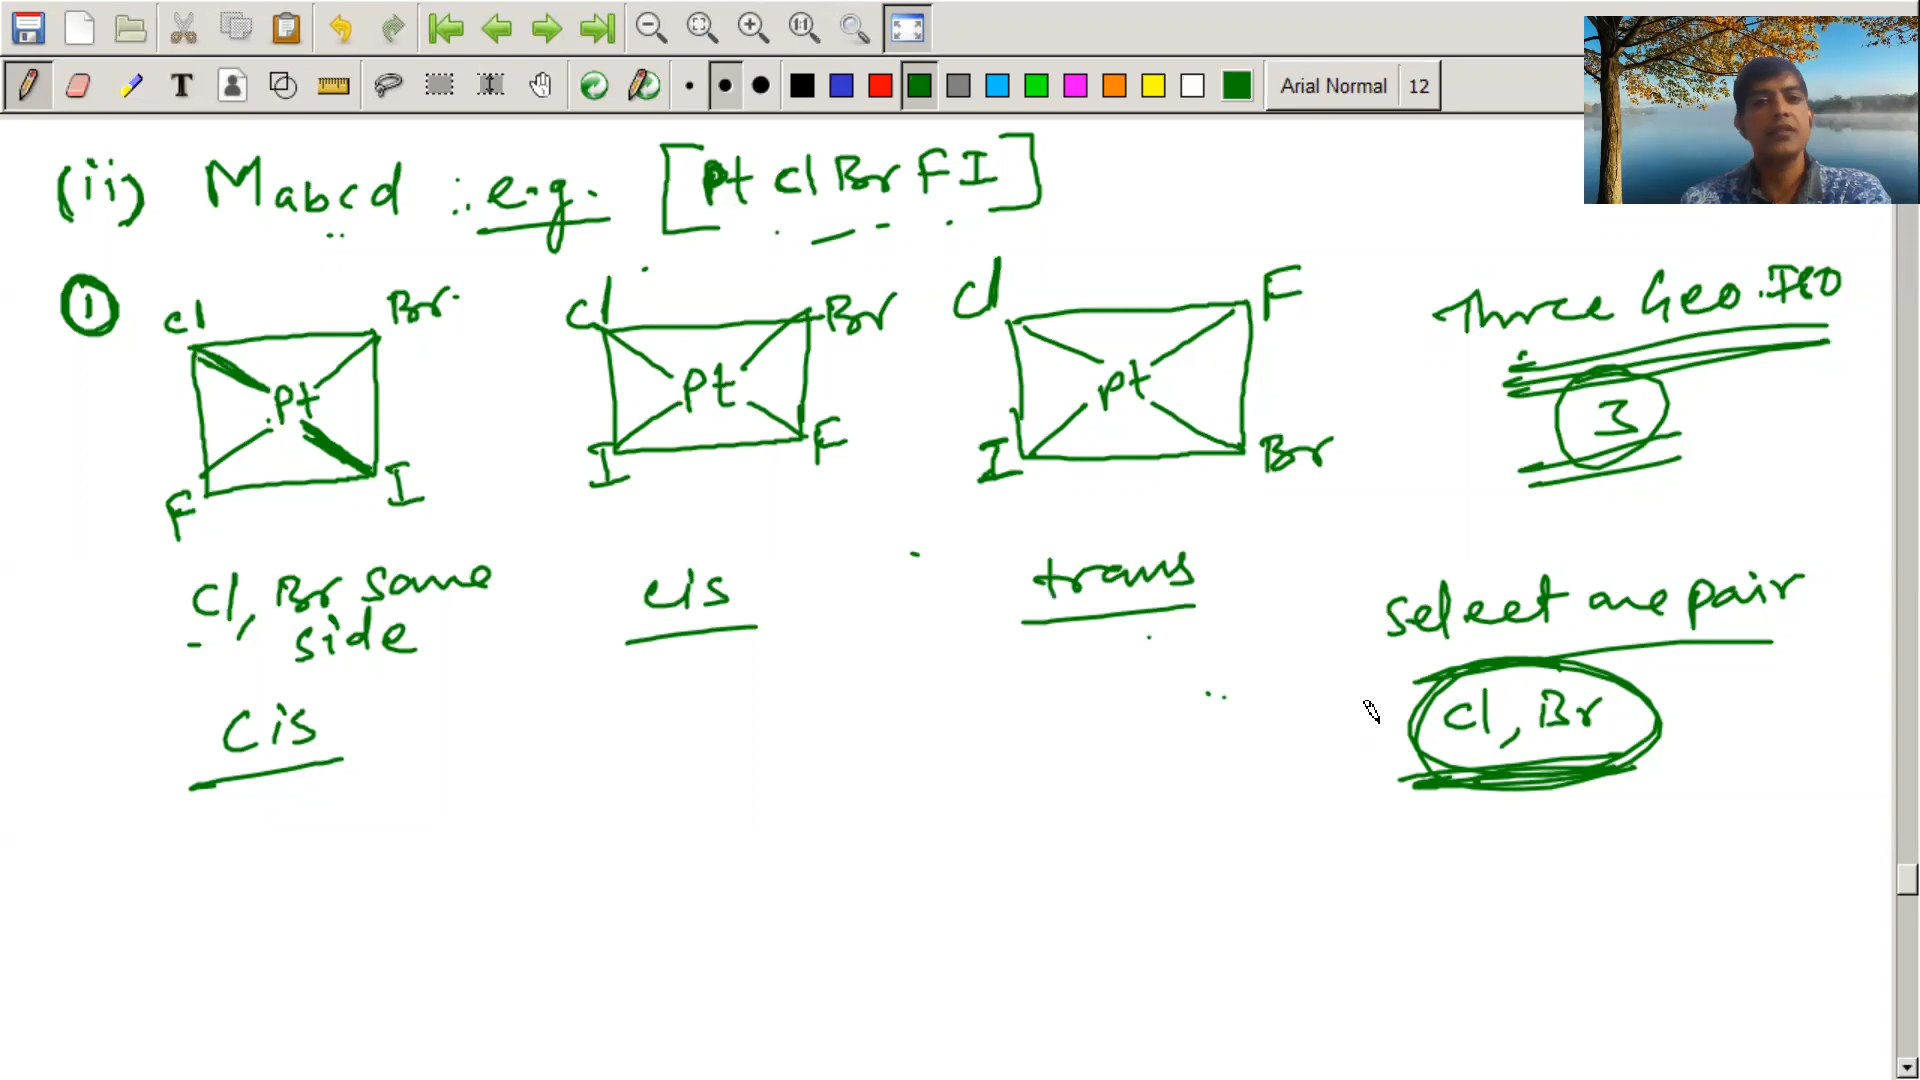 T
Arial Normal 12
(ii) Mabcd : e.g. [Pt Cl Br F I]
①
Cl Br Pt F I
Cl Br Pt I F
Cl F Pt I Br
Three Geo. ISO
3
Cl, Br same side
cis
cis
trans
select one pair
Cl, Br